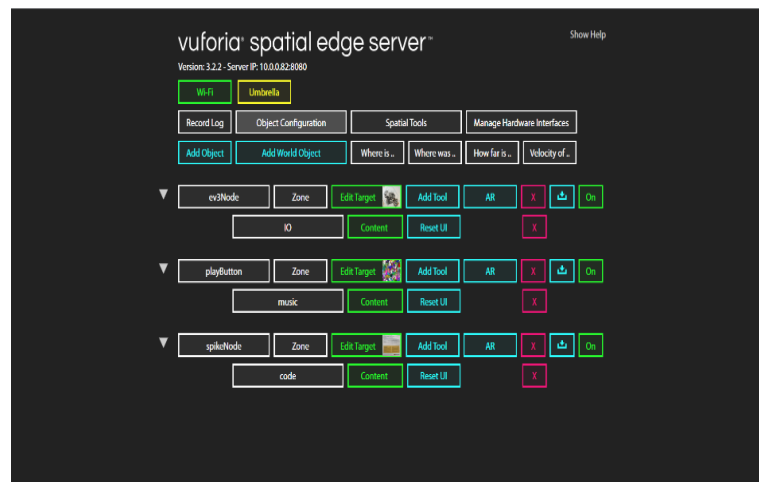 vuforia® spatial edge server™
Show Help
Version: 3.2.2 - Server IP: 10.0.0.82:8080
Wi-Fi Umbrella
Record Log Object Configuration Spatial Tools Manage Hardware Interfaces
Add Object Add World Object Where is .. Where was .. How far is .. Velocity of ..
ev3Node Zone Edit Target Add Tool AR X On
IO Content Reset UI X
playButton Zone Edit Target Add Tool AR X On
music Content Reset UI X
spikeNode Zone Edit Target Add Tool AR X On
code Content Reset UI X